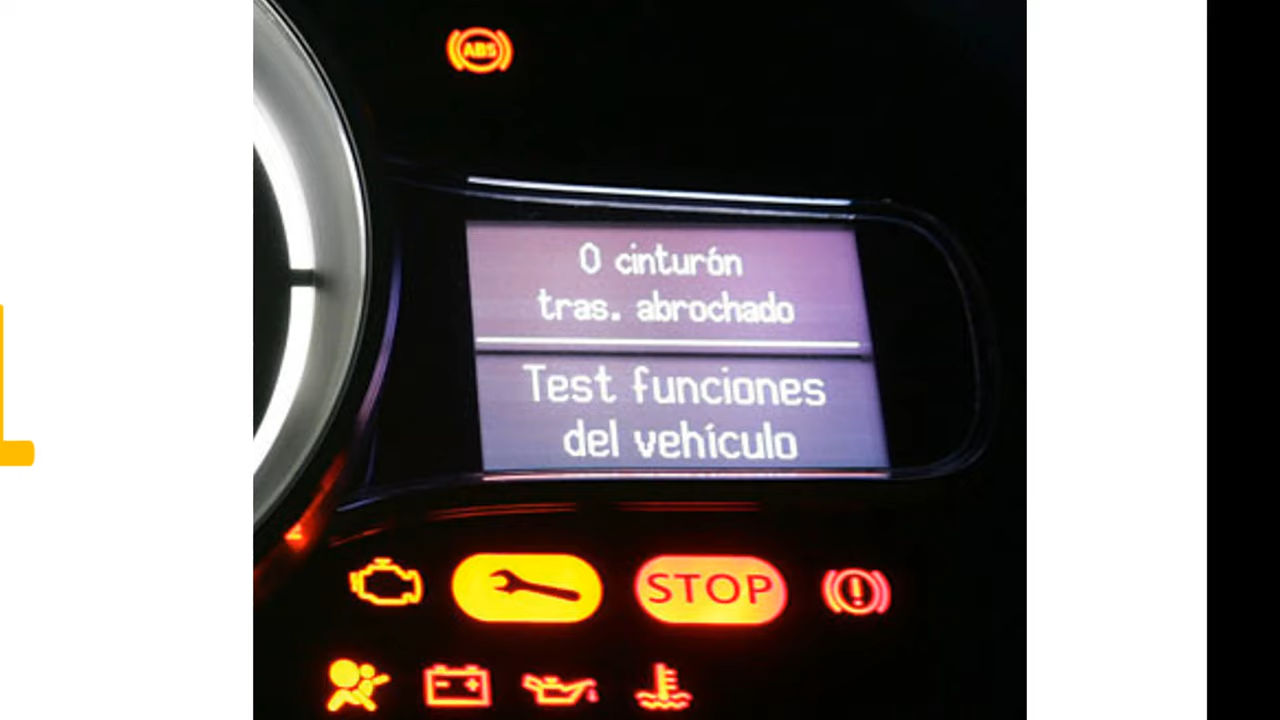 ABS
0 cinturón
tras. abrochado
Test funciones
del vehículo
STOP